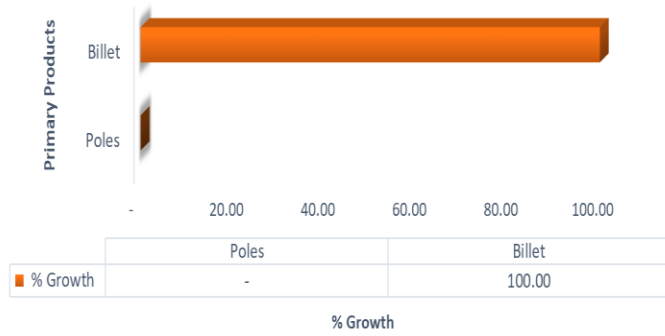 Primary Products
Billet
Poles
- 20.00 40.00 60.00 80.00 100.00
Poles Billet
% Growth - 100.00
% Growth